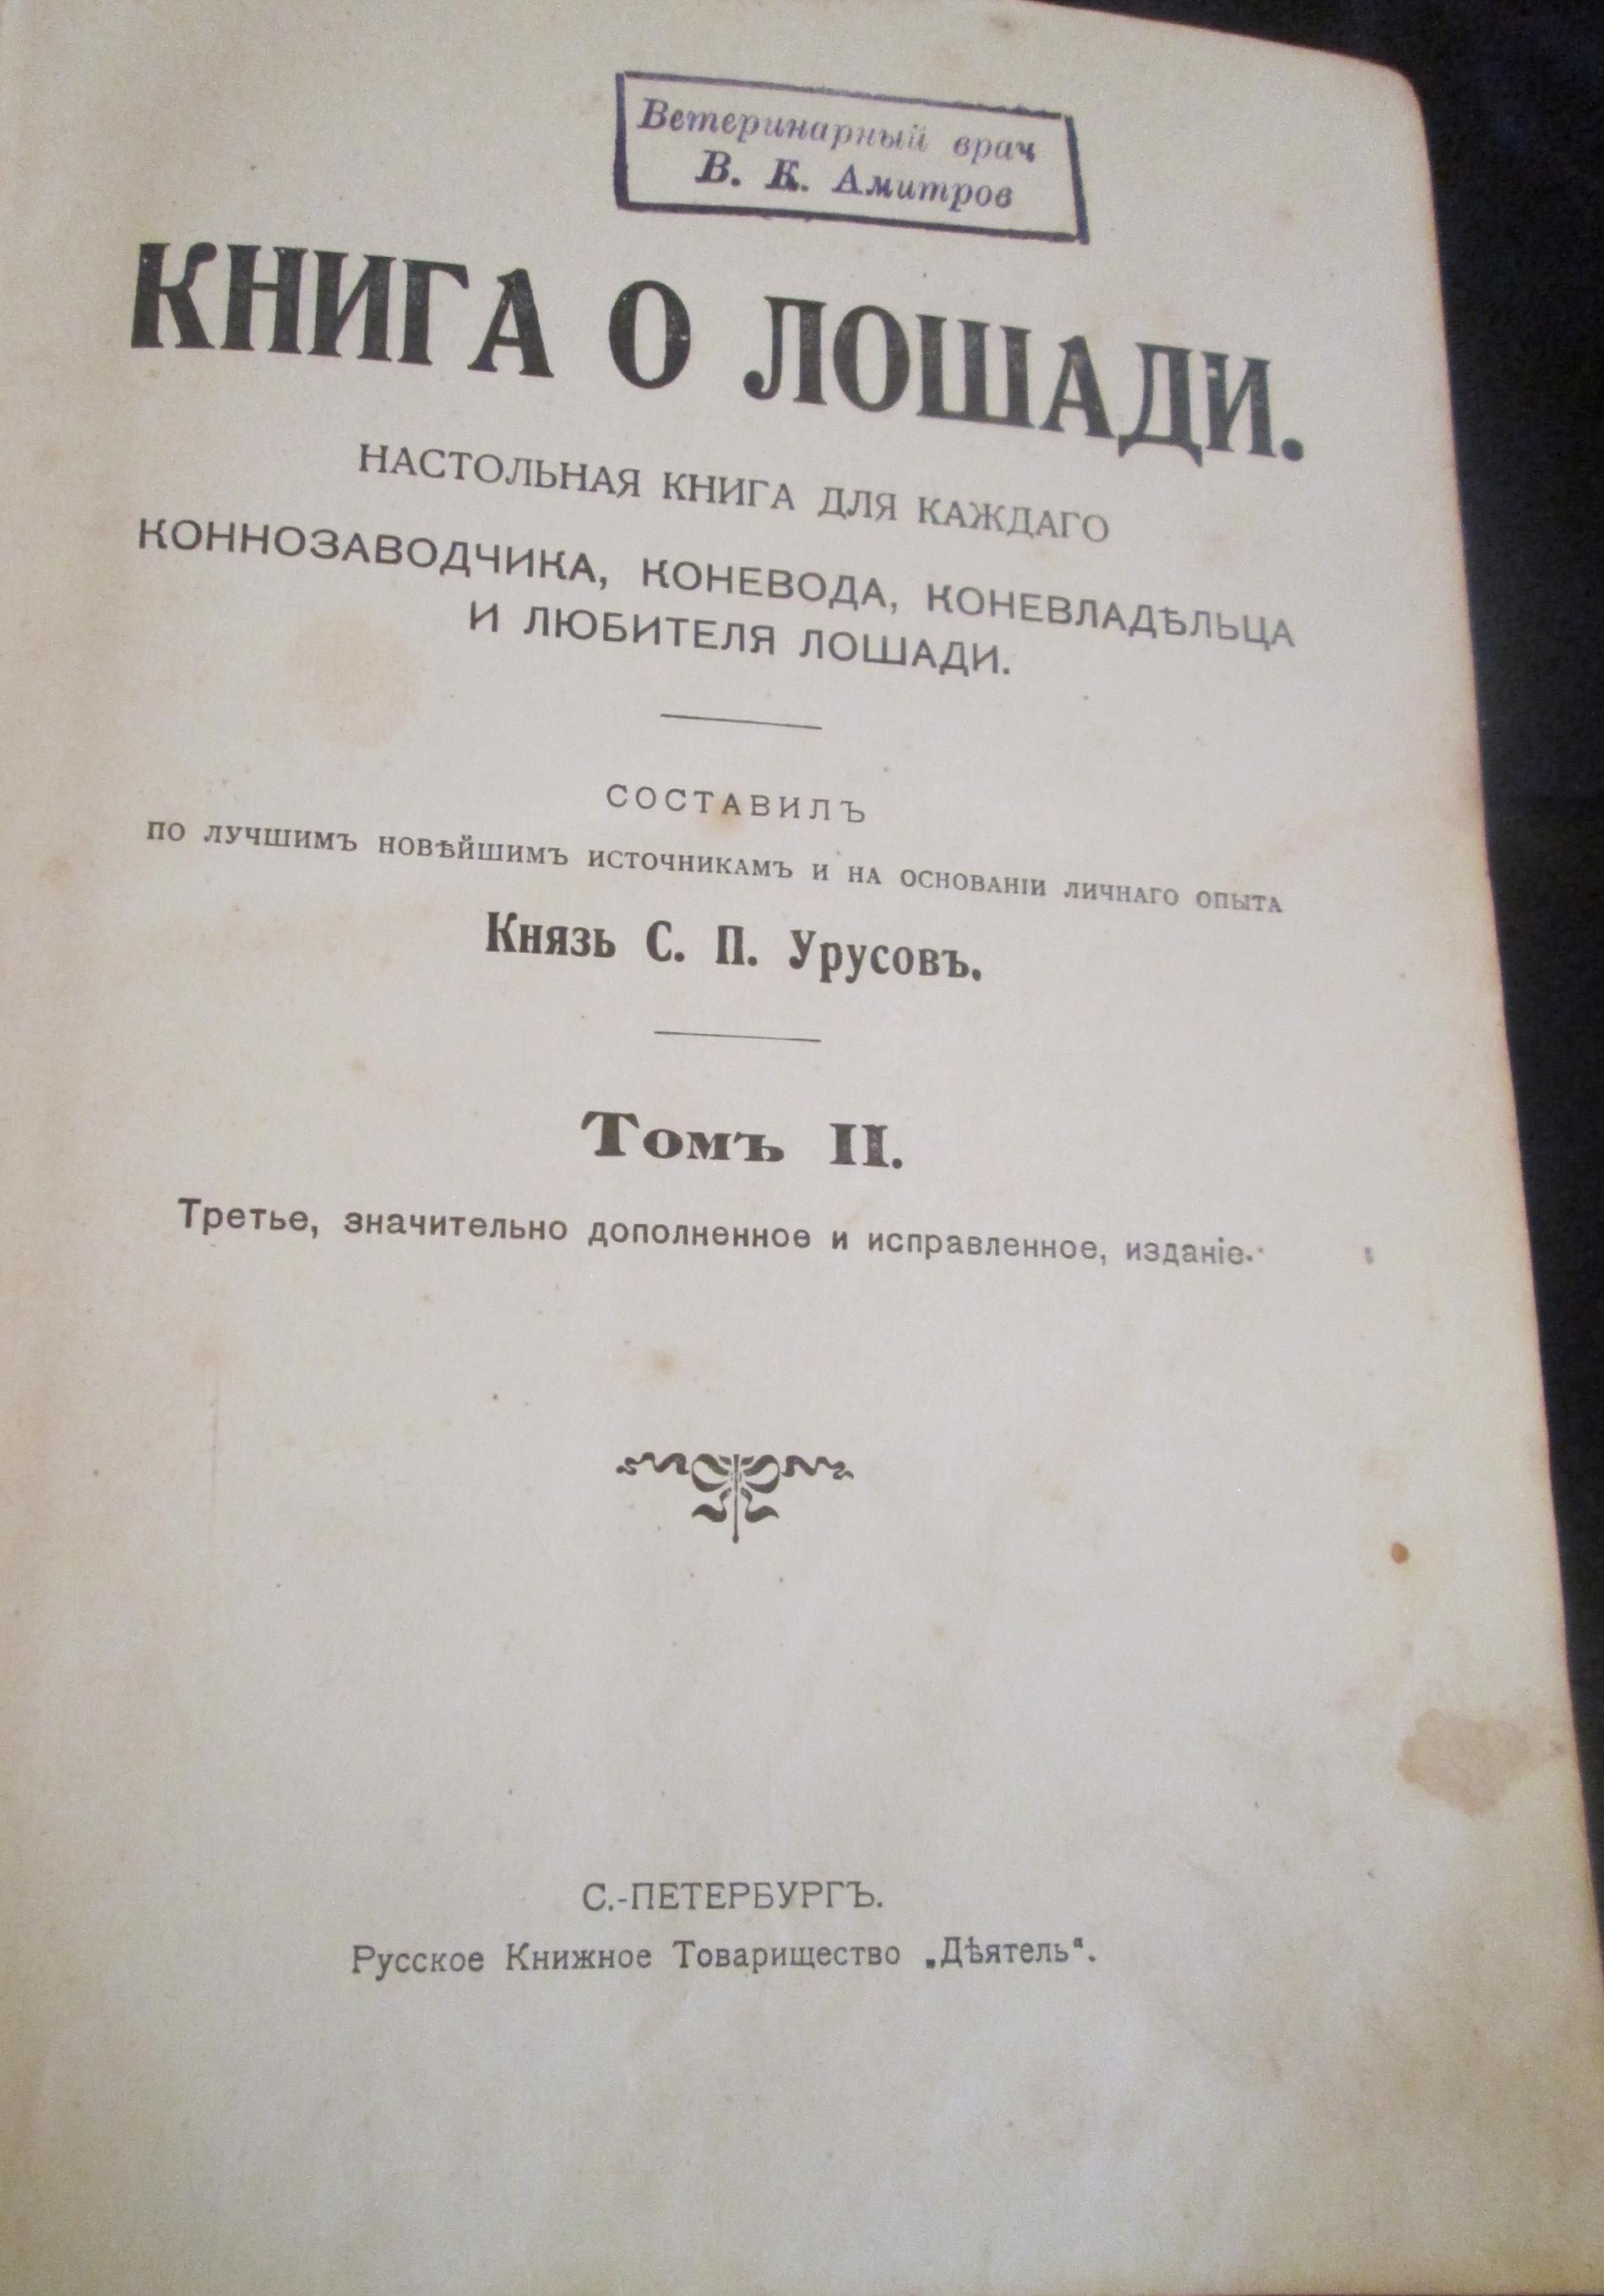 Ветеринарный врач
В. К. Амитров
КНИГА О ЛОШАДИ.
НАСТОЛЬНАЯ КНИГА ДЛЯ КАЖДАГО
КОННОЗАВОДЧИКА, КОНЕВОДА, КОНЕВЛАДѢЛЬЦА
И ЛЮБИТЕЛЯ ЛОШАДИ.
СОСТАВИЛЪ
ПО ЛУЧШИМЪ НОВѢЙШИМЪ ИСТОЧНИКАМЪ И НА ОСНОВАНІИ ЛИЧНАГО ОПЫТА
Князь С. П. Урусовъ.
Томъ II.
Третье, значительно дополненное и исправленное, изданіе.
С.-ПЕТЕРБУРГЪ.
Русское Книжное Товарищество „Дѣятель“.